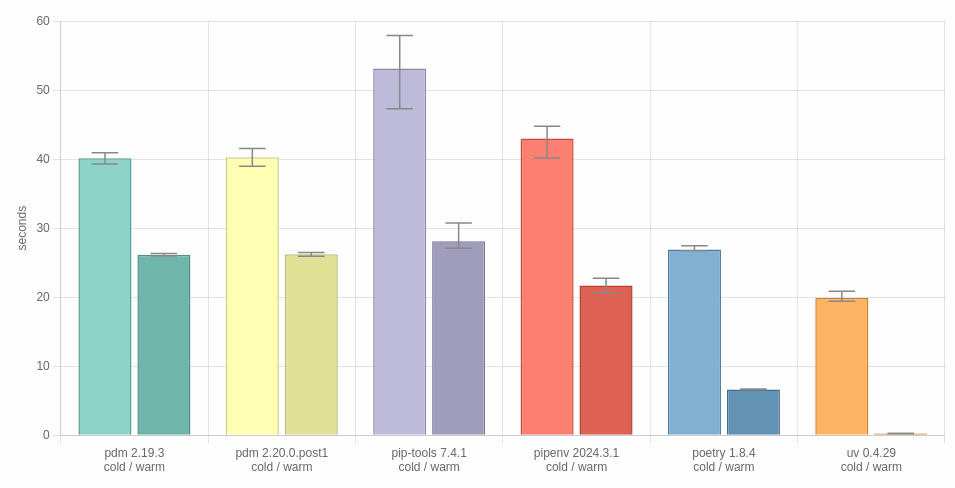 60
50
40
30
20
10
0
seconds
pdm 2.19.3
cold / warm
pdm 2.20.0.post1
cold / warm
pip-tools 7.4.1
cold / warm
pipenv 2024.3.1
cold / warm
poetry 1.8.4
cold / warm
uv 0.4.29
cold / warm